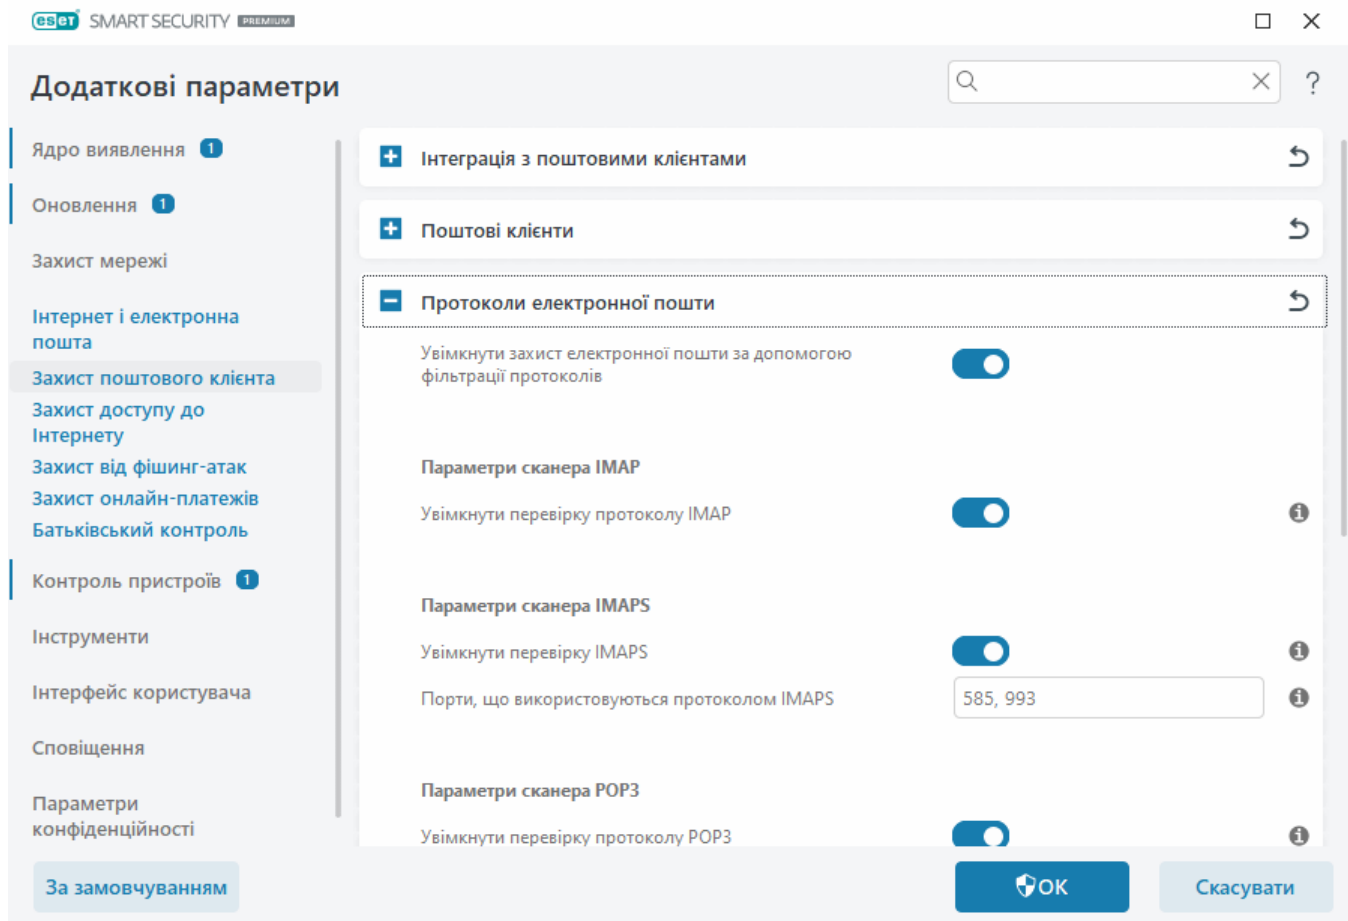 eset SMART SECURITY PREMIUM
Додаткові параметри
?
Ядро виявлення 1
Оновлення 1
Захист мережі
Інтернет і електронна
пошта
Захист поштового клієнта
Захист доступу до
Інтернету
Захист від фішинг-атак
Захист онлайн-платежів
Батьківський контроль
Контроль пристроїв 1
Інструменти
Інтерфейс користувача
Сповіщення
Параметри
конфіденційності
Інтеграція з поштовими клієнтами
Поштові клієнти
Протоколи електронної пошти
Увімкнути захист електронної пошти за допомогою
фільтрації протоколів
Параметри сканера IMAP
Увімкнути перевірку протоколу IMAP
Параметри сканера IMAPS
Увімкнути перевірку IMAPS
Порти, що використовуються протоколом IMAPS 585, 993
Параметри сканера POP3
Увімкнути перевірку протоколу POP3
За замовчуванням OK Скасувати